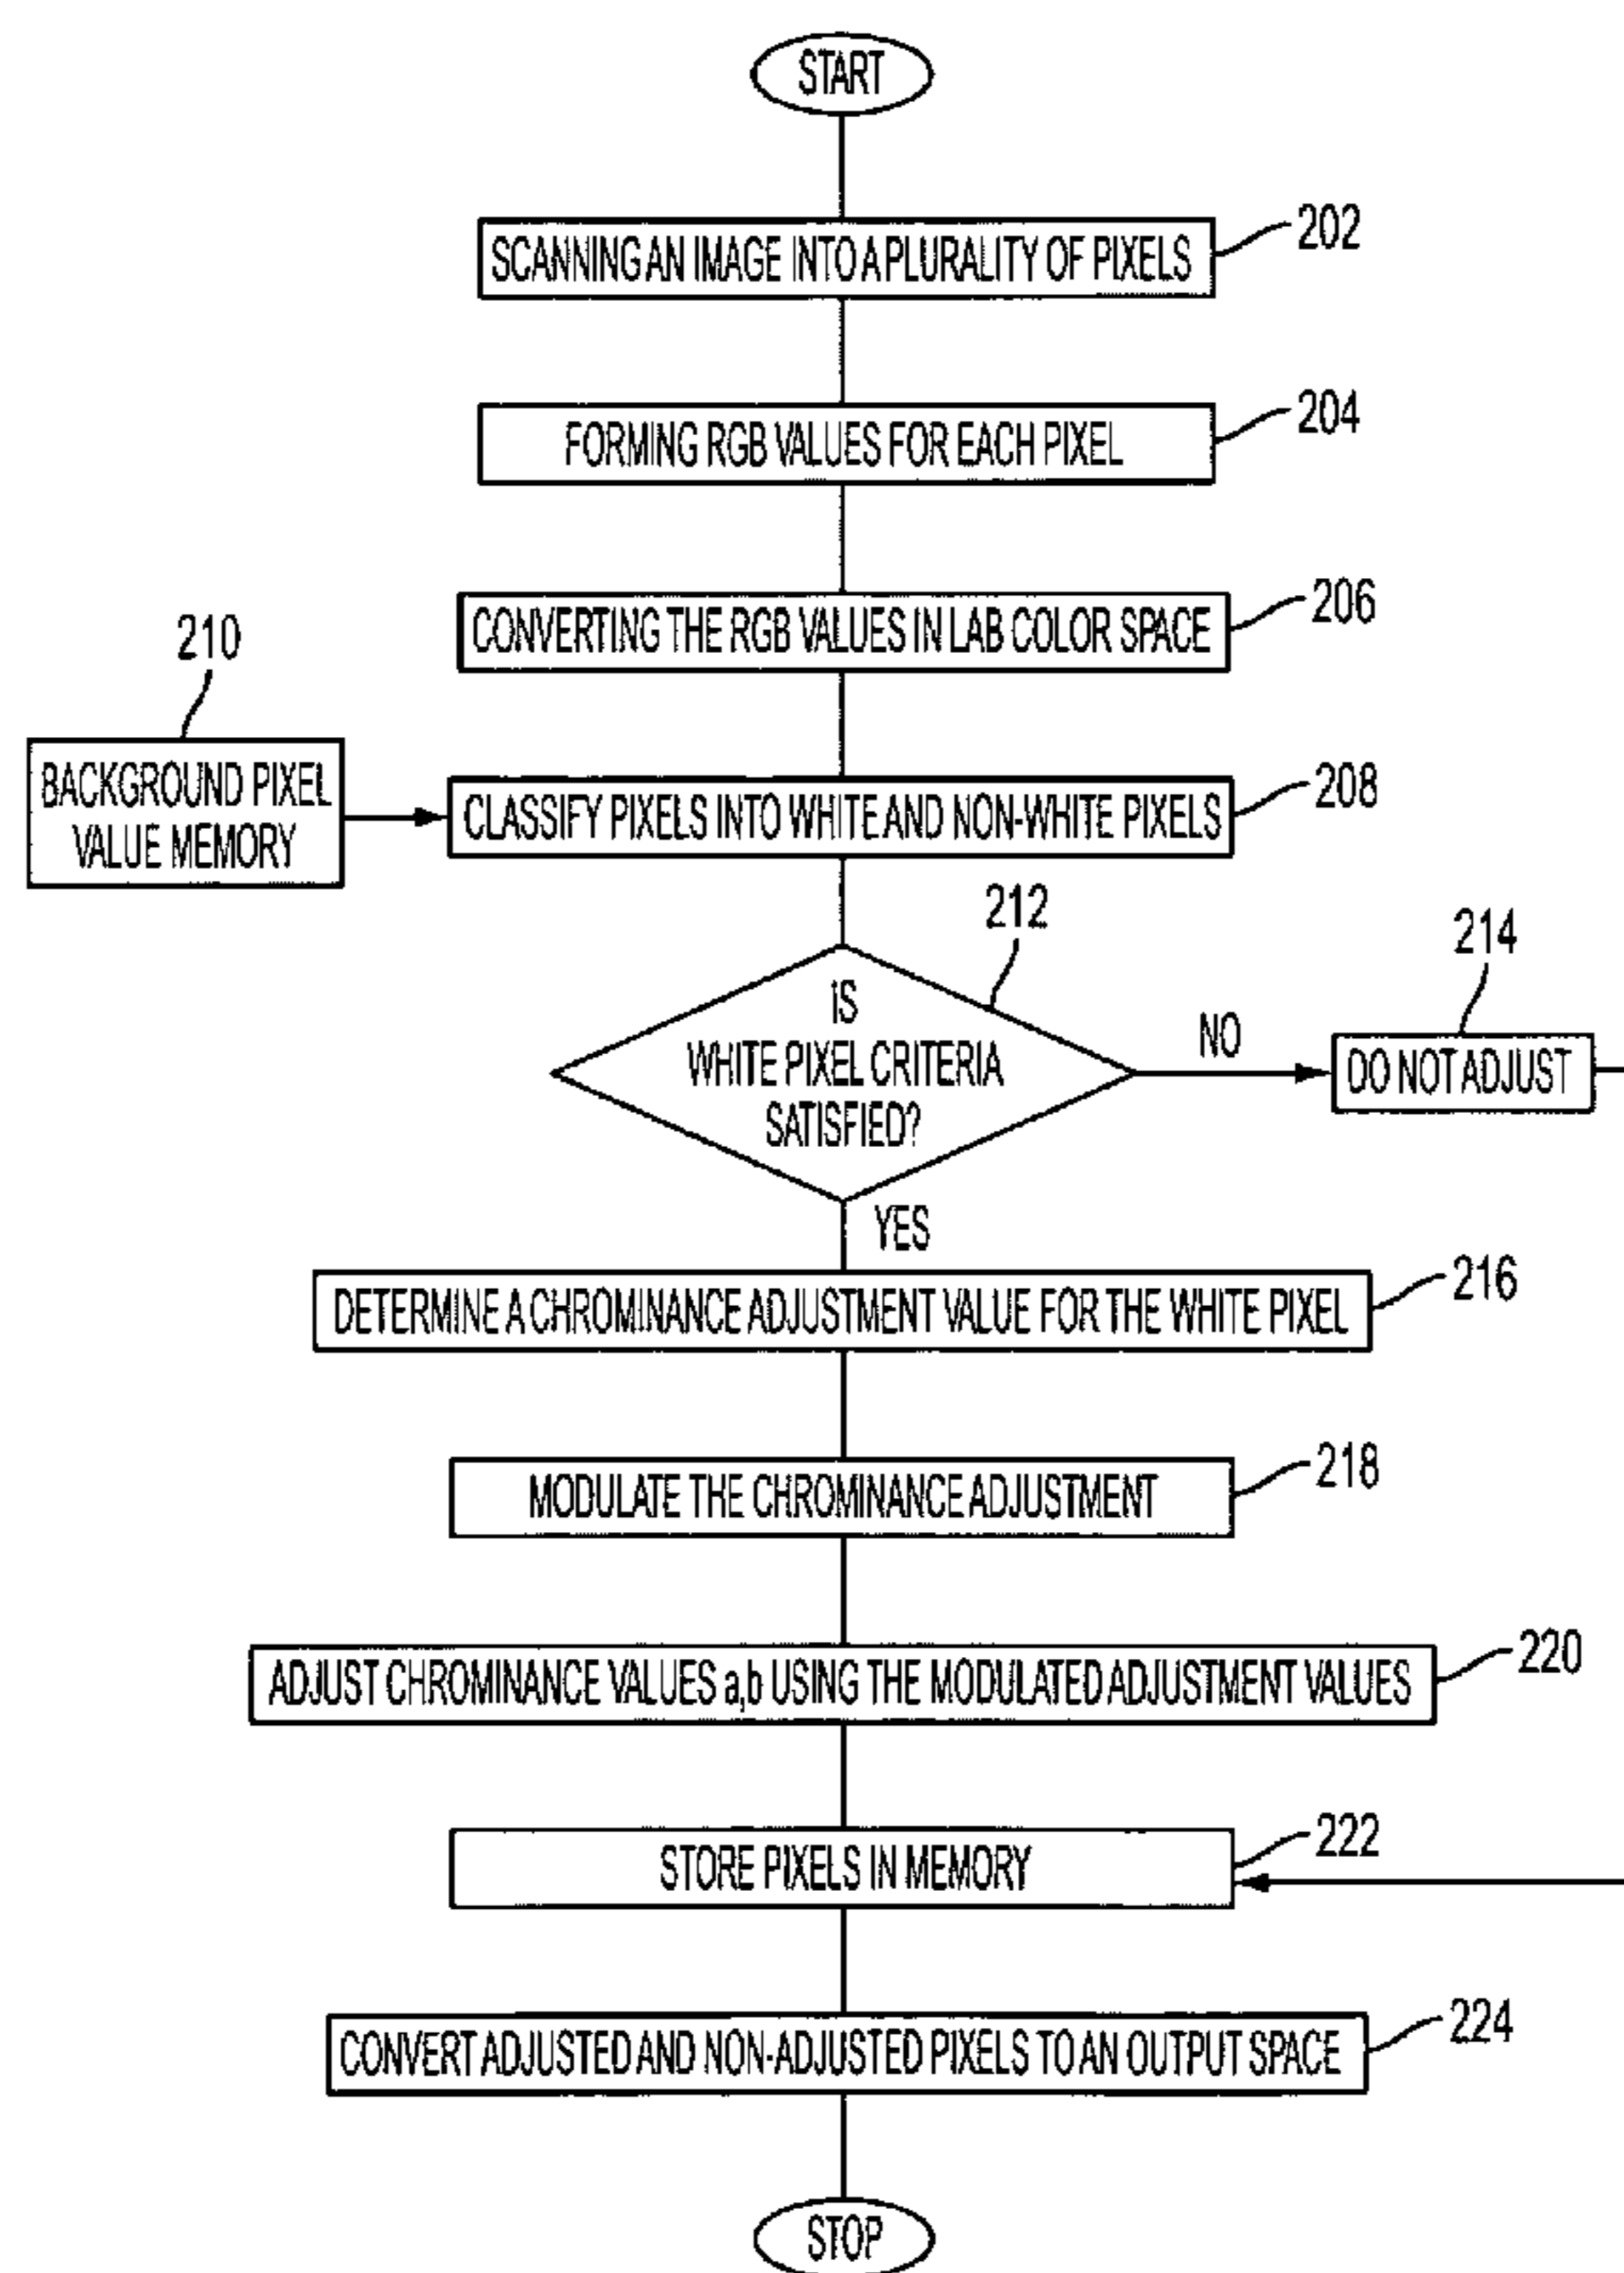 START
SCANNING AN IMAGE INTO A PLURALITY OF PIXELS
202
FORMING RGB VALUES FOR EACH PIXEL
204
CONVERTING THE RGB VALUES IN LAB COLOR SPACE
206
210
BACKGROUND PIXEL
VALUE MEMORY
CLASSIFY PIXELS INTO WHITE AND NON-WHITE PIXELS
208
212
IS
WHITE PIXEL CRITERIA
SATISFIED?
NO
214
DO NOT ADJUST
YES
DETERMINE A CHROMINANCE ADJUSTMENT VALUE FOR THE WHITE PIXEL
216
MODULATE THE CHROMINANCE ADJUSTMENT
218
ADJUST CHROMINANCE VALUES a,b USING THE MODULATED ADJUSTMENT VALUES
220
STORE PIXELS IN MEMORY
222
CONVERT ADJUSTED AND NON-ADJUSTED PIXELS TO AN OUTPUT SPACE
224
STOP